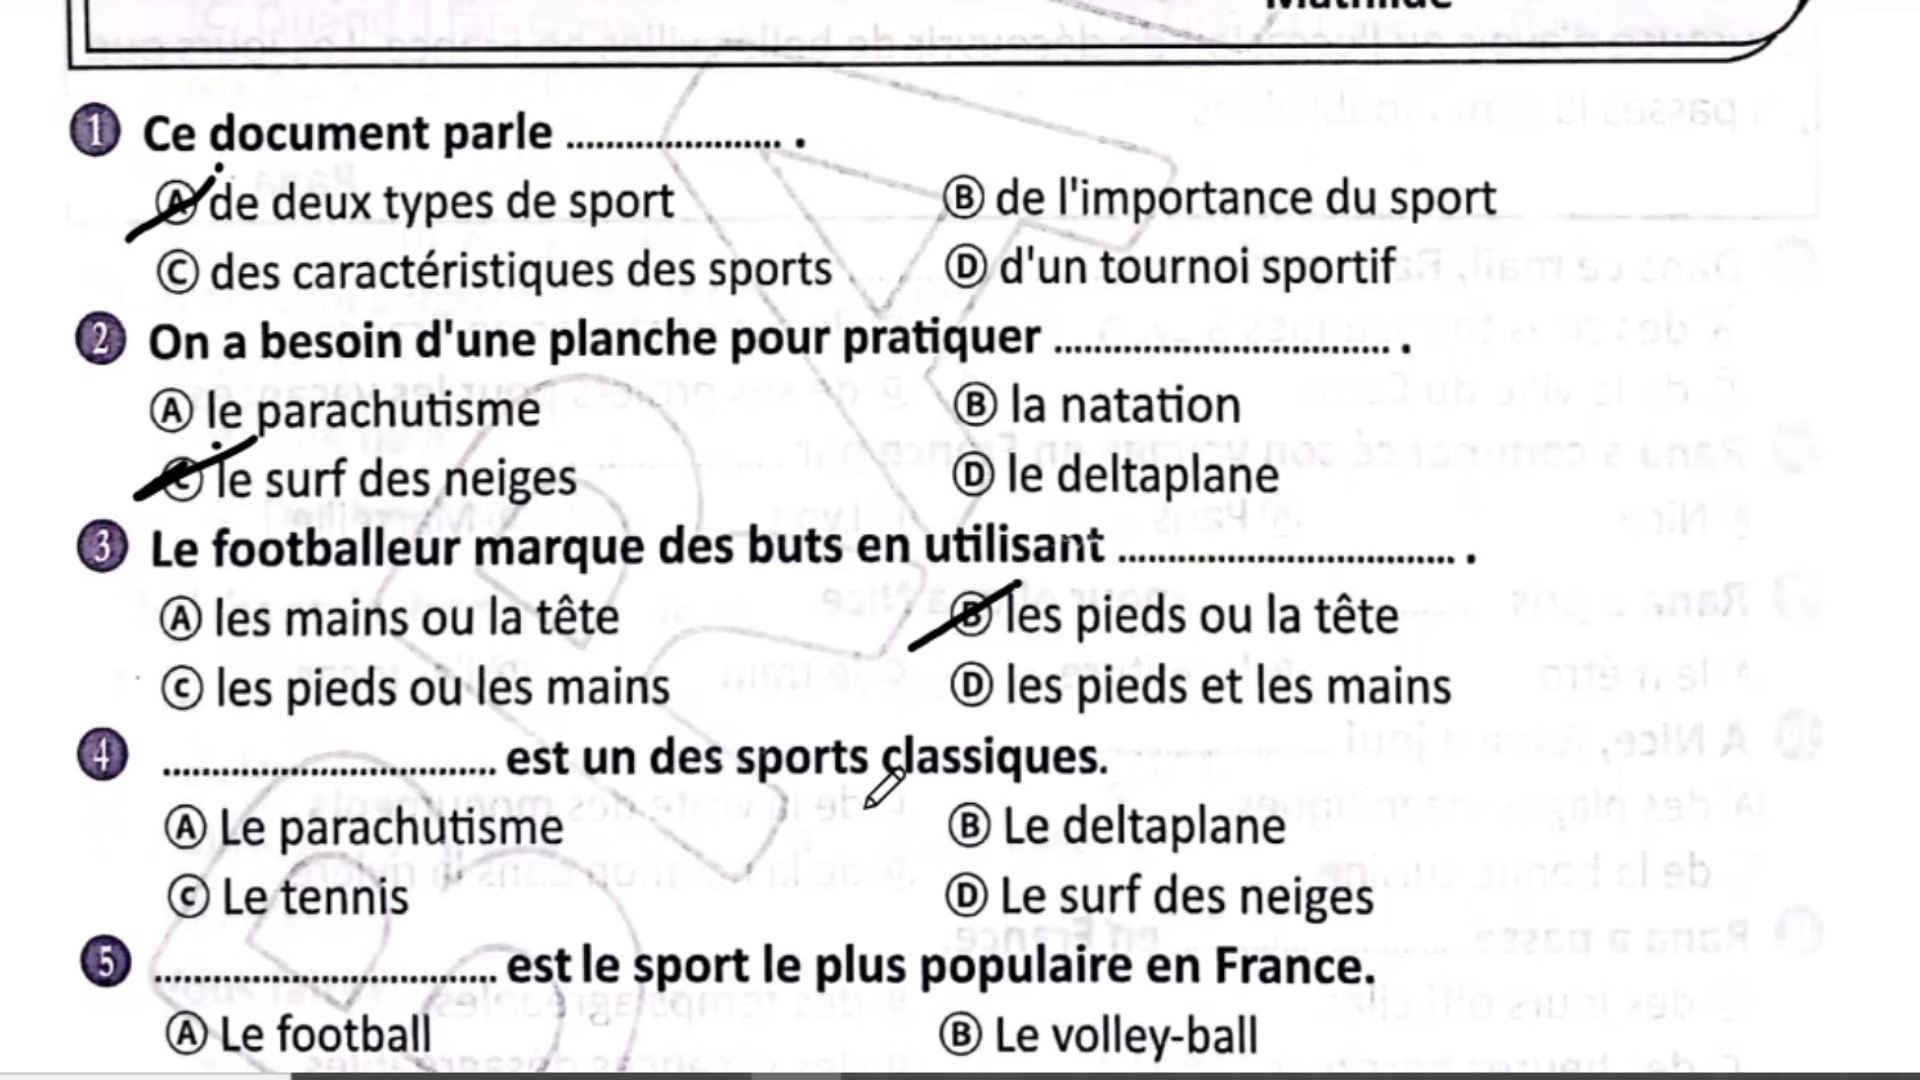 Mathilde
1 Ce document parle ...................... .
A de deux types de sport B de l'importance du sport
C des caractéristiques des sports D d'un tournoi sportif
2 On a besoin d'une planche pour pratiquer .................................. .
A le parachutisme B la natation
C le surf des neiges D le deltaplane
3 Le footballeur marque des buts en utilisant .................................. .
A les mains ou la tête B les pieds ou la tête
C les pieds ou les mains D les pieds et les mains
4 .................................. est un des sports classiques.
A Le parachutisme B Le deltaplane
C Le tennis D Le surf des neiges
5 .................................. est le sport le plus populaire en France.
A Le football B Le volley-ball